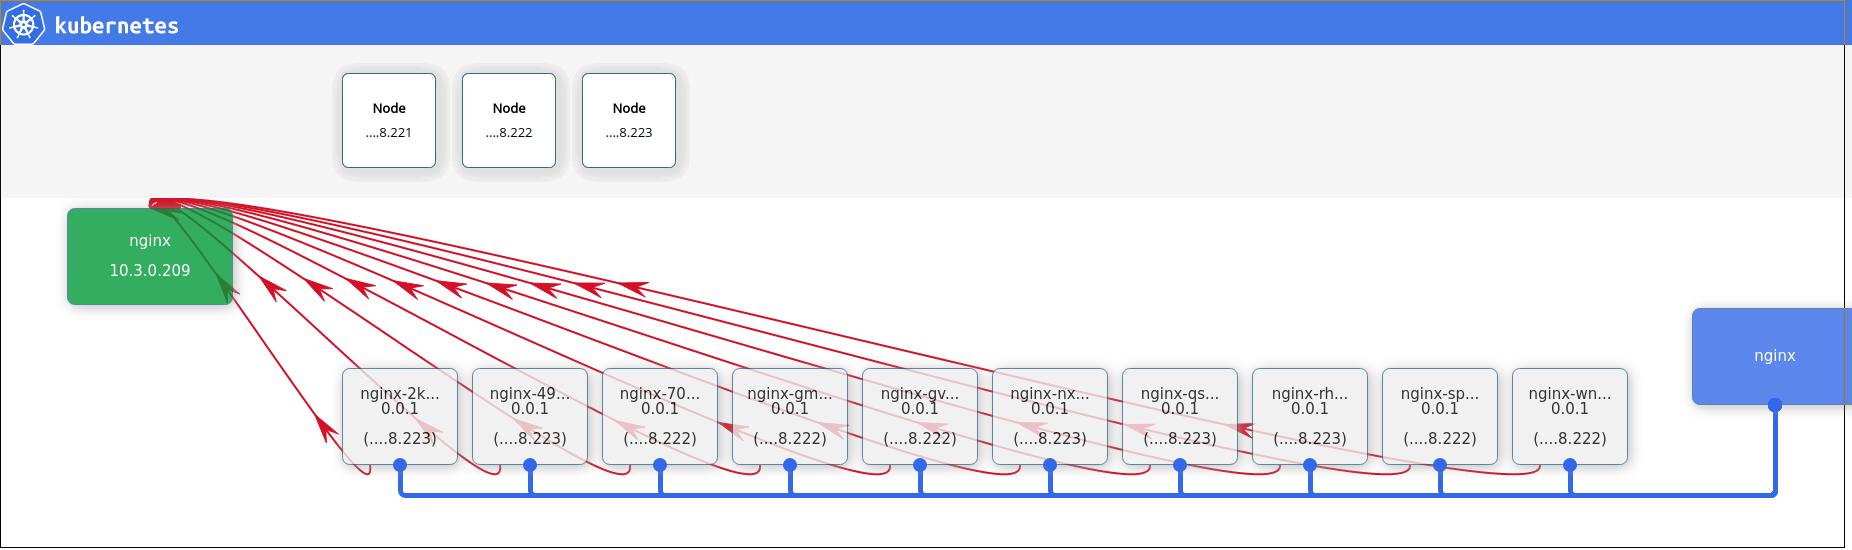 kubernetes
Node
....8.221
Node
....8.222
Node
....8.223
nginx
10.3.0.209
nginx
nginx-2k...
0.0.1
(....8.223)
nginx-49...
0.0.1
(....8.223)
nginx-70...
0.0.1
(....8.222)
nginx-gm...
0.0.1
(....8.222)
nginx-gv...
0.0.1
(....8.222)
nginx-nx...
0.0.1
(....8.223)
nginx-qs...
0.0.1
(....8.223)
nginx-rh...
0.0.1
(....8.223)
nginx-sp...
0.0.1
(....8.222)
nginx-wn...
0.0.1
(....8.222)